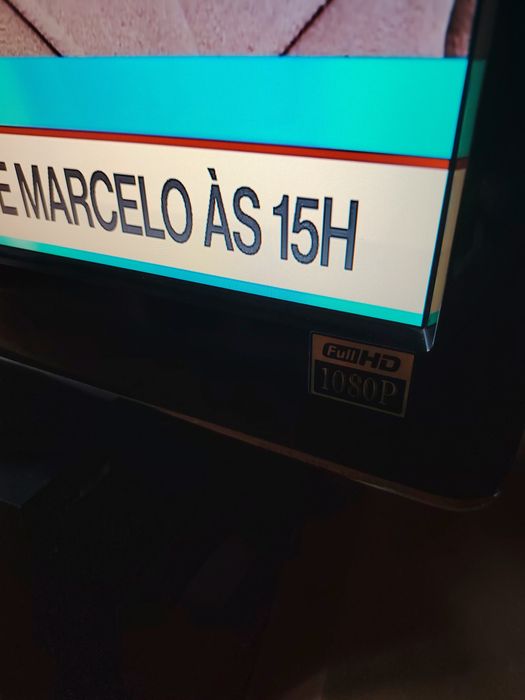 E MARCELO ÀS 15H
Full HD
1080P